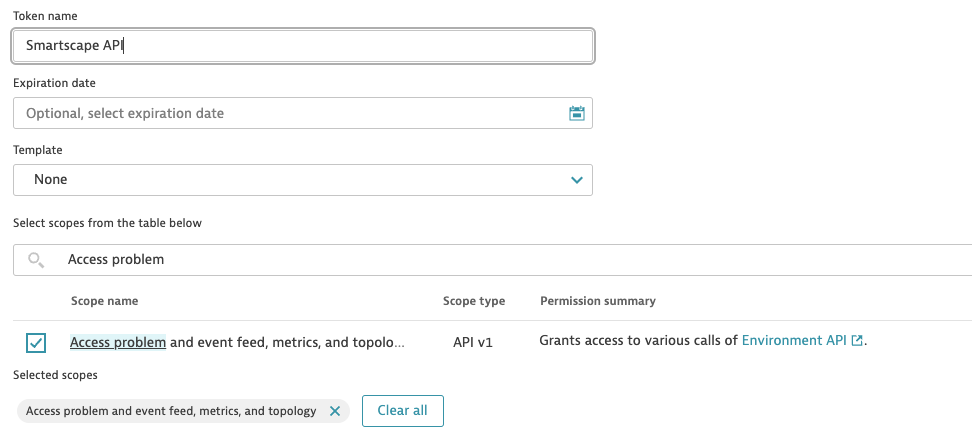 Token name
Smartscape API
Expiration date
Optional, select expiration date
Template
None
Select scopes from the table below
Access problem
Scope name Scope type Permission summary
Access problem and event feed, metrics, and topolo... API v1 Grants access to various calls of Environment API.
Selected scopes
Access problem and event feed, metrics, and topology Clear all